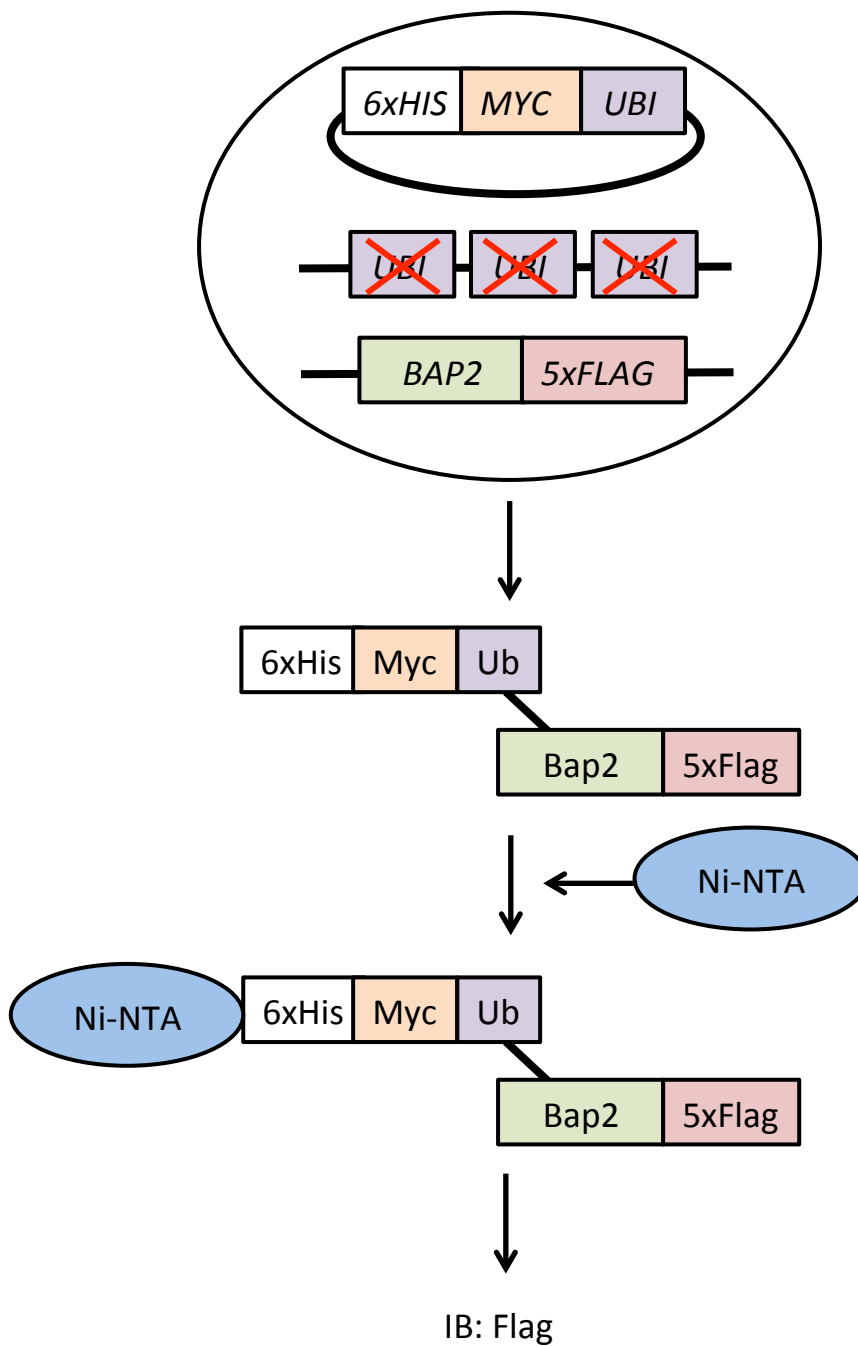 6xHIS MYC UBI
UBI UBI UBI
BAP2 5xFLAG
6xHis Myc Ub
Bap2 5xFlag
Ni-NTA
Ni-NTA 6xHis Myc Ub
Bap2 5xFlag
IB: Flag